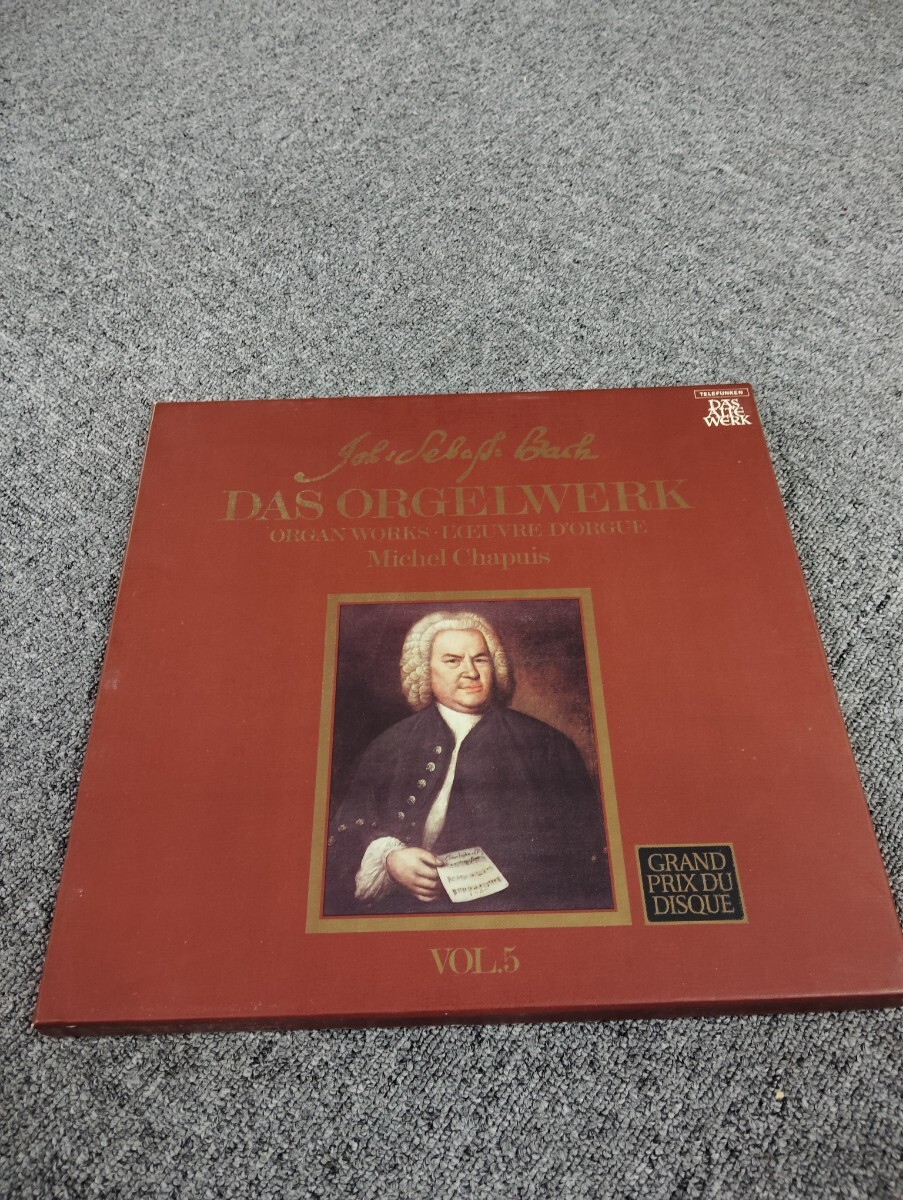 TELEFUNKEN
DAS
ALTE
WERK
Joh. Sebast. Bach
DAS ORGELWERK
ORGAN WORKS · L'ŒUVRE D'ORGUE
Michel Chapuis
GRAND
PRIX DU
DISQUE
VOL.5